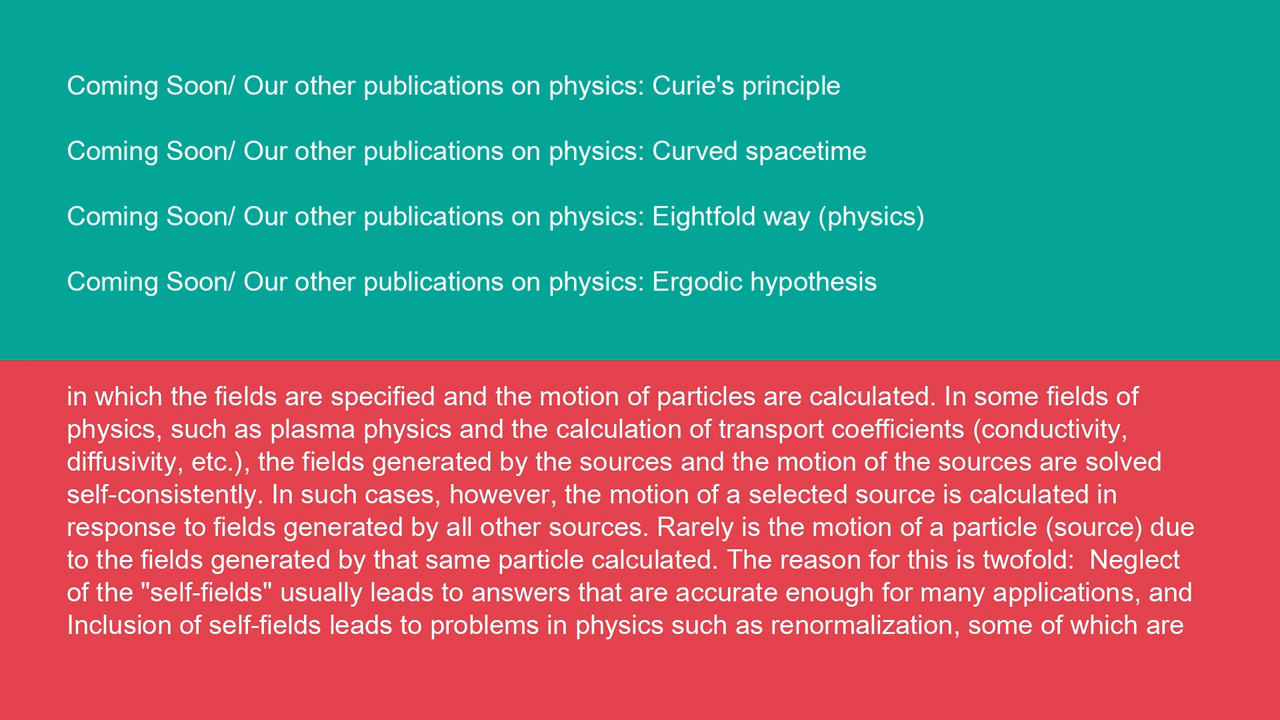 Coming Soon/ Our other publications on physics: Curie's principle
Coming Soon/ Our other publications on physics: Curved spacetime
Coming Soon/ Our other publications on physics: Eightfold way (physics)
Coming Soon/ Our other publications on physics: Ergodic hypothesis
in which the fields are specified and the motion of particles are calculated. In some fields of
physics, such as plasma physics and the calculation of transport coefficients (conductivity,
diffusivity, etc.), the fields generated by the sources and the motion of the sources are solved
self-consistently. In such cases, however, the motion of a selected source is calculated in
response to fields generated by all other sources. Rarely is the motion of a particle (source) due
to the fields generated by that same particle calculated. The reason for this is twofold:  Neglect
of the "self-fields" usually leads to answers that are accurate enough for many applications, and
Inclusion of self-fields leads to problems in physics such as renormalization, some of which are